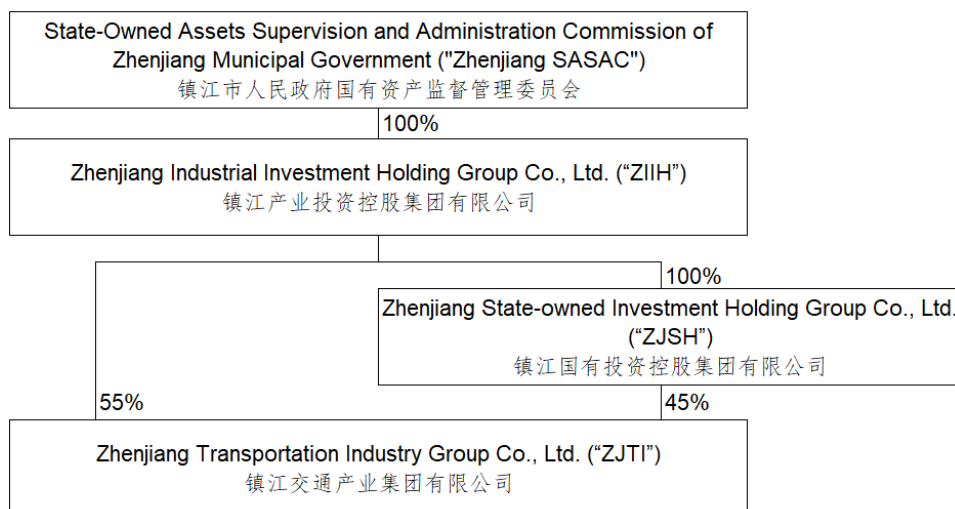 State-Owned Assets Supervision and Administration Commission of
Zhenjiang Municipal Government ("Zhenjiang SASAC")
镇江市人民政府国有资产监督管理委员会
100%
Zhenjiang Industrial Investment Holding Group Co., Ltd. (“ZIIH”)
镇江产业投资控股集团有限公司
100%
Zhenjiang State-owned Investment Holding Group Co., Ltd.
(“ZJSH”)
镇江国有投资控股集团有限公司
55%
45%
Zhenjiang Transportation Industry Group Co., Ltd. (“ZJTI”)
镇江交通产业集团有限公司